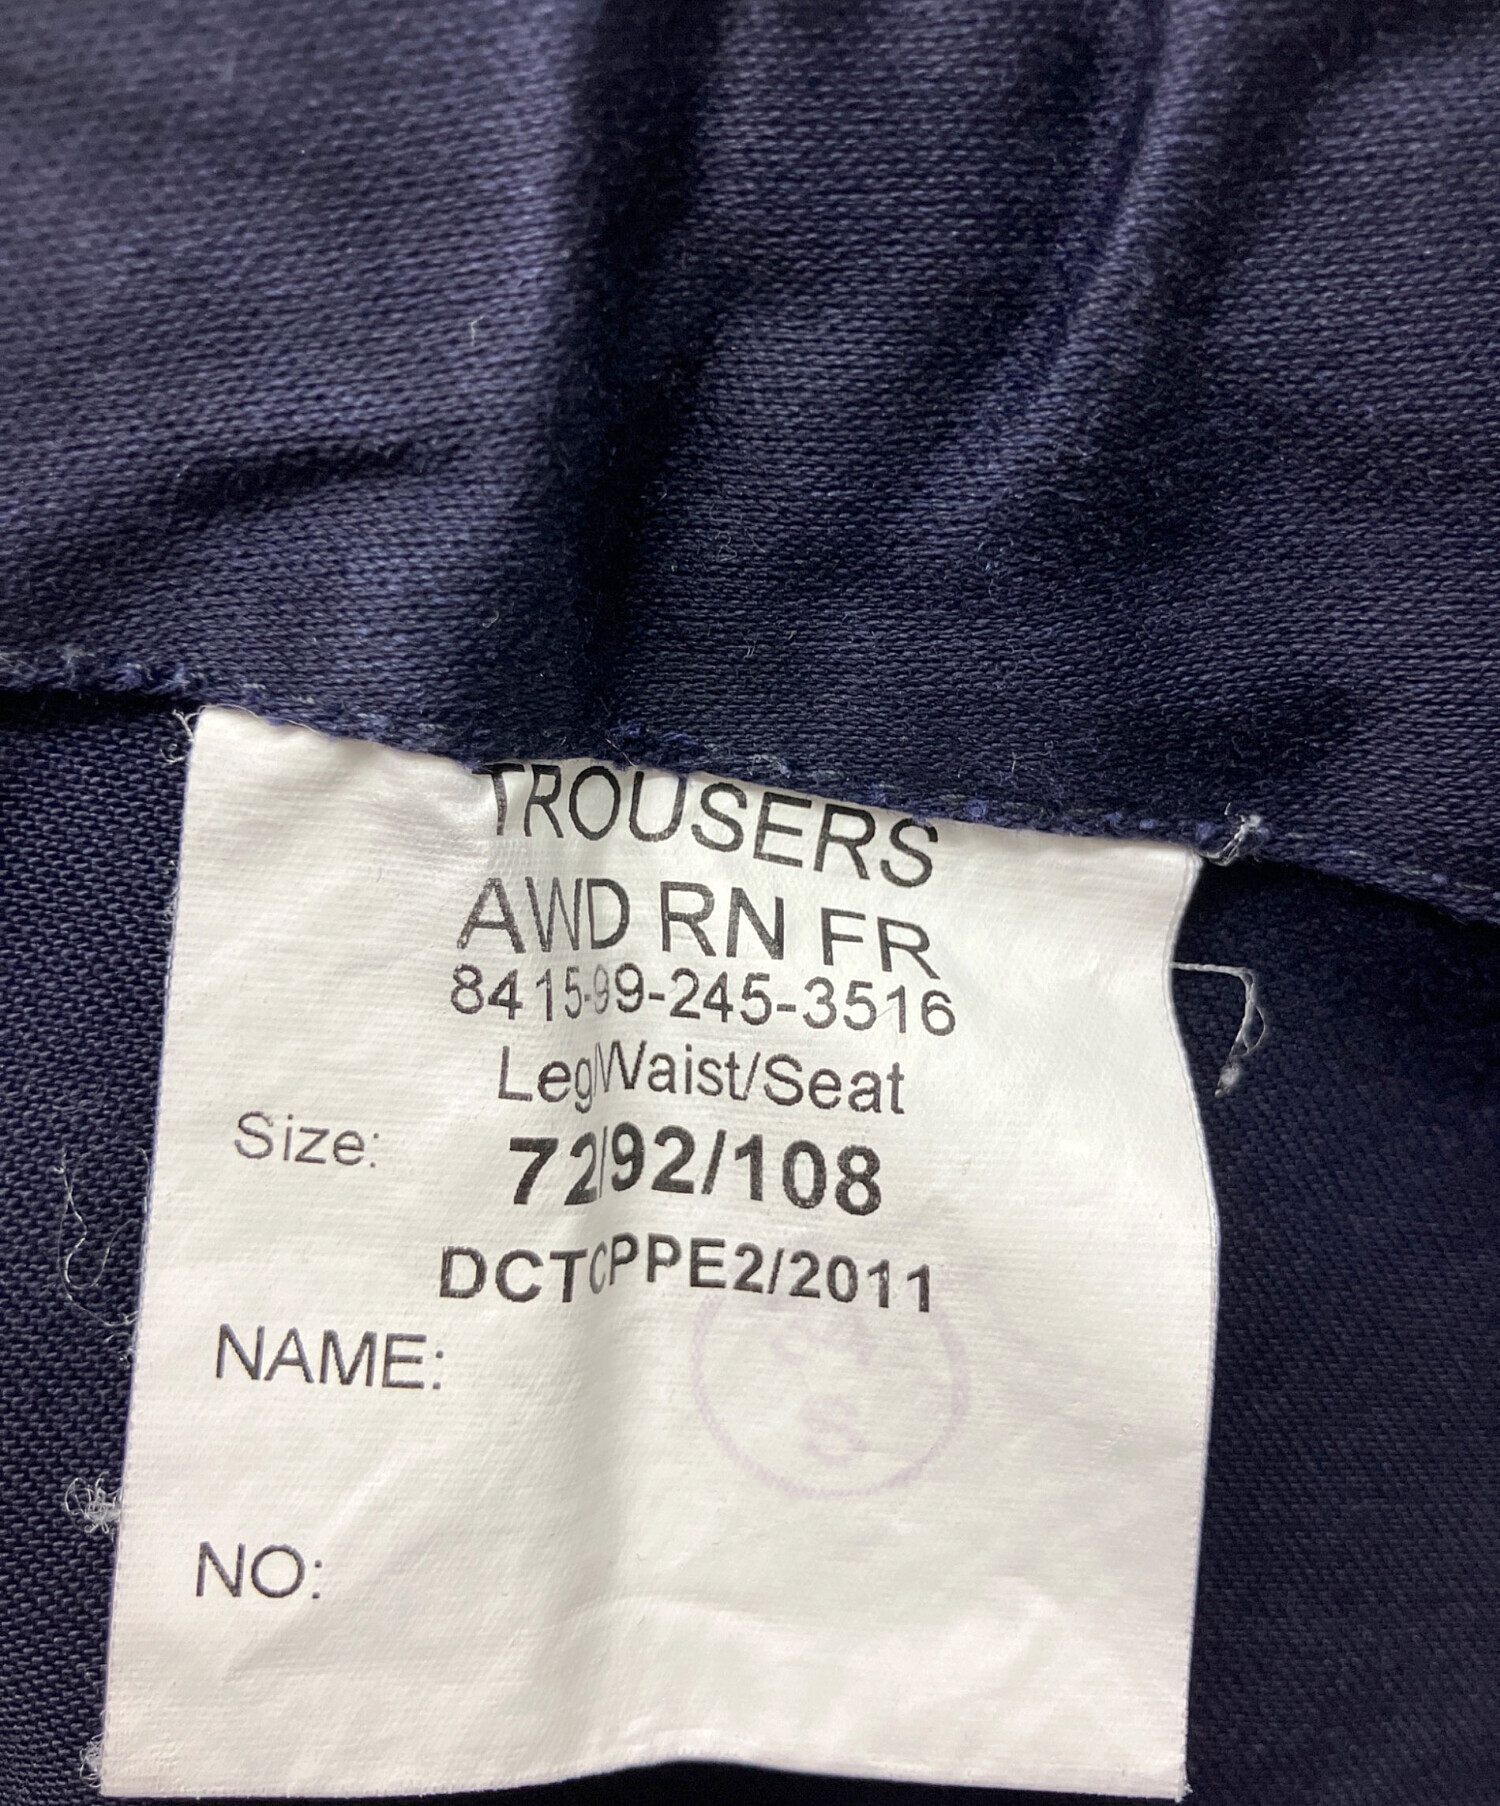 TROUSERS
AWD RN FR
8415-99-245-3516
Leg/Waist/Seat
Size: 72/92/108
DCTCPPE2/2011
NAME:
NO: